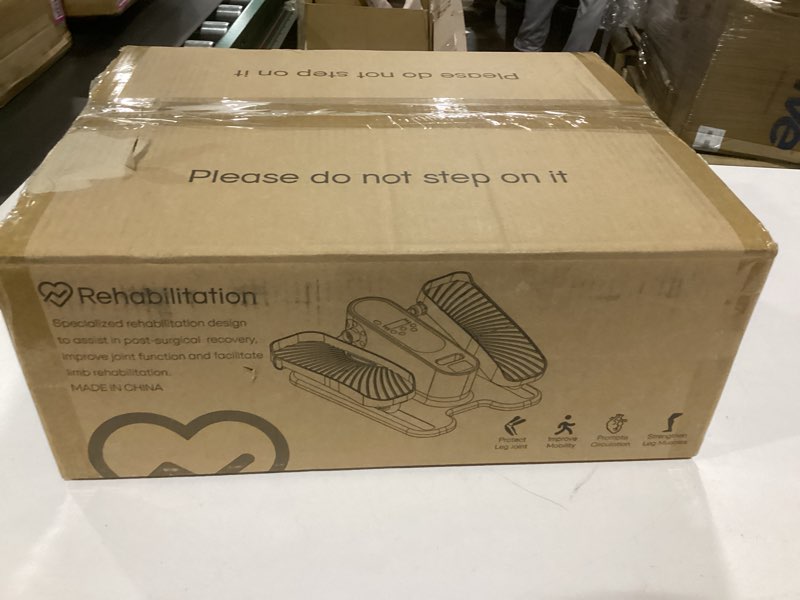 Please do not step on it
Please do not step on it
Rehabilitation
Specialized rehabilitation design
to assist in post-surgical recovery,
improve joint function and facilitate
limb rehabilitation.
MADE IN CHINA
Protect
Leg Joint
Improve
Mobility
Promote
Circulation
Strengthen
Leg Muscles
ve